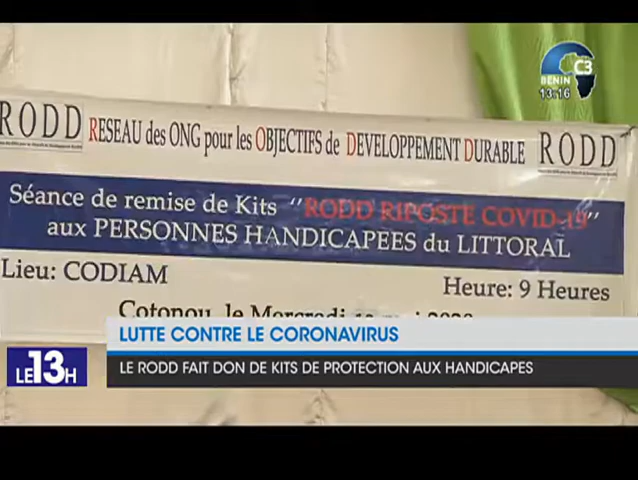 C3
BENIN
13:16
RODD
RESEAU des ONG pour les OBJECTIFS de DEVELOPPEMENT DURABLE
RODD
Séance de remise de Kits "RODD RIPOSTE COVID-19"
aux PERSONNES HANDICAPEES du LITTORAL
Lieu: CODIAM
Heure: 9 Heures
Cotonou, le Mercredi
LUTTE CONTRE LE CORONAVIRUS
LE 13H
LE RODD FAIT DON DE KITS DE PROTECTION AUX HANDICAPES